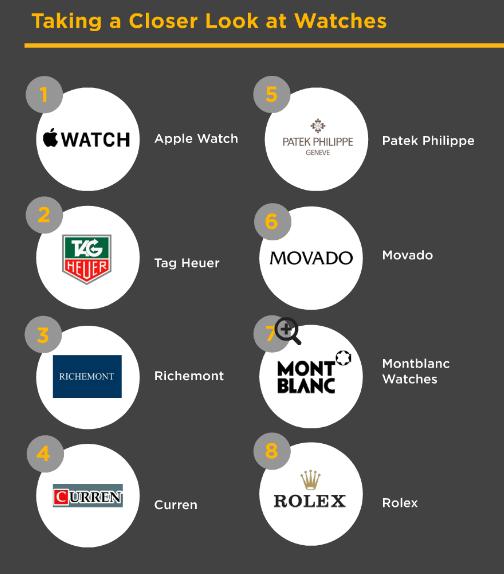 Taking a Closer Look at Watches
1
WATCH
Apple Watch
2
TAG
HEUER
Tag Heuer
3
RICHEMONT
Richemont
4
CURREN
Curren
5
PATEK PHILIPPE
GENEVE
Patek Philippe
6
MOVADO
Movado
7
MONT
BLANC
Montblanc
Watches
8
ROLEX
Rolex